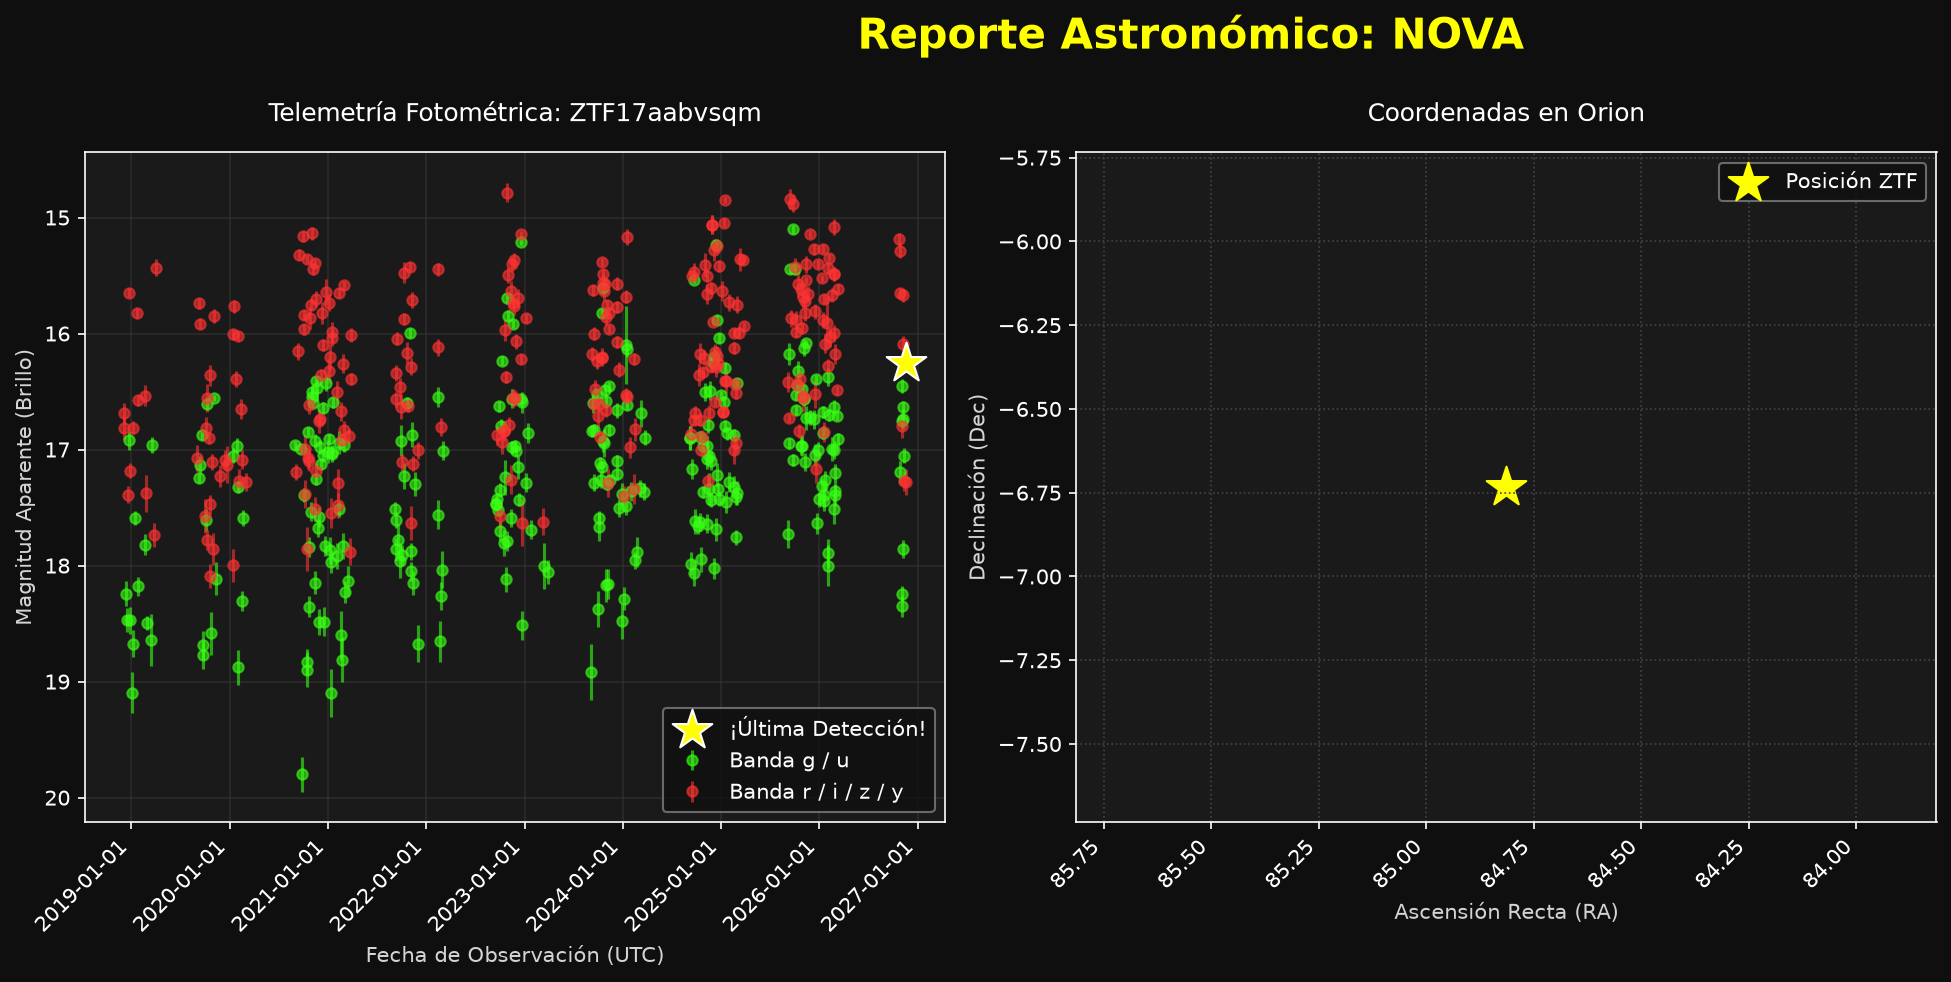 Reporte Astronómico: NOVA
Telemetría Fotométrica: ZTF17aabvsqm
Magnitud Aparente (Brillo)
15
16
17
18
19
20
¡Última Detección!
Banda g / u
Banda r / i / z / y
2019-01-01
2020-01-01
2021-01-01
2022-01-01
2023-01-01
2024-01-01
2025-01-01
2026-01-01
2027-01-01
Fecha de Observación (UTC)
Coordenadas en Orion
Declinación (Dec)
−5.75
−6.00
−6.25
−6.50
−6.75
−7.00
−7.25
−7.50
Posición ZTF
85.75
85.50
85.25
85.00
84.75
84.50
84.25
84.00
Ascensión Recta (RA)